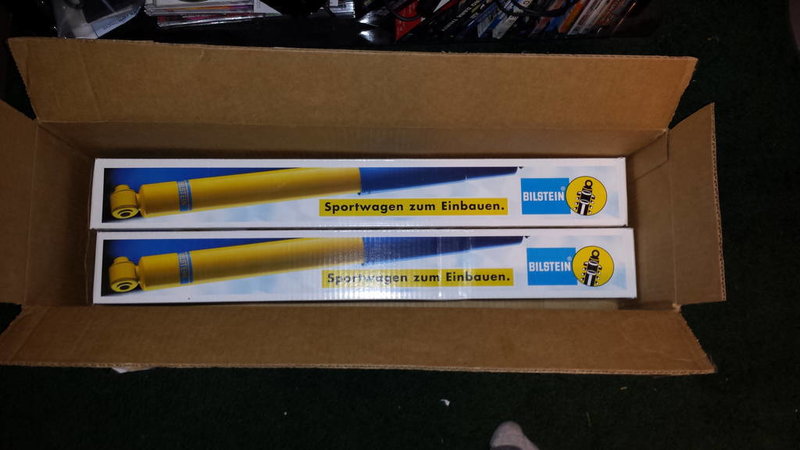 Sportwagen zum Einbauen.
BILSTEIN
Sportwagen zum Einbauen.
BILSTEIN